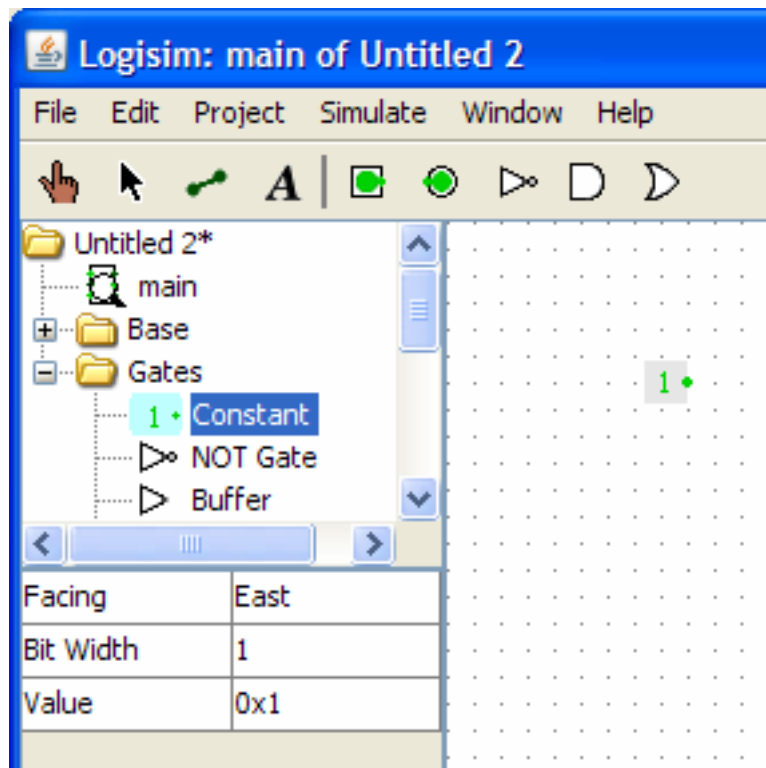 Logisim: main of Untitled 2
File Edit Project Simulate Window Help
A
Untitled 2*
main
Base
Gates
1 Constant
NOT Gate
Buffer
Facing East
Bit Width 1
Value 0x1
1